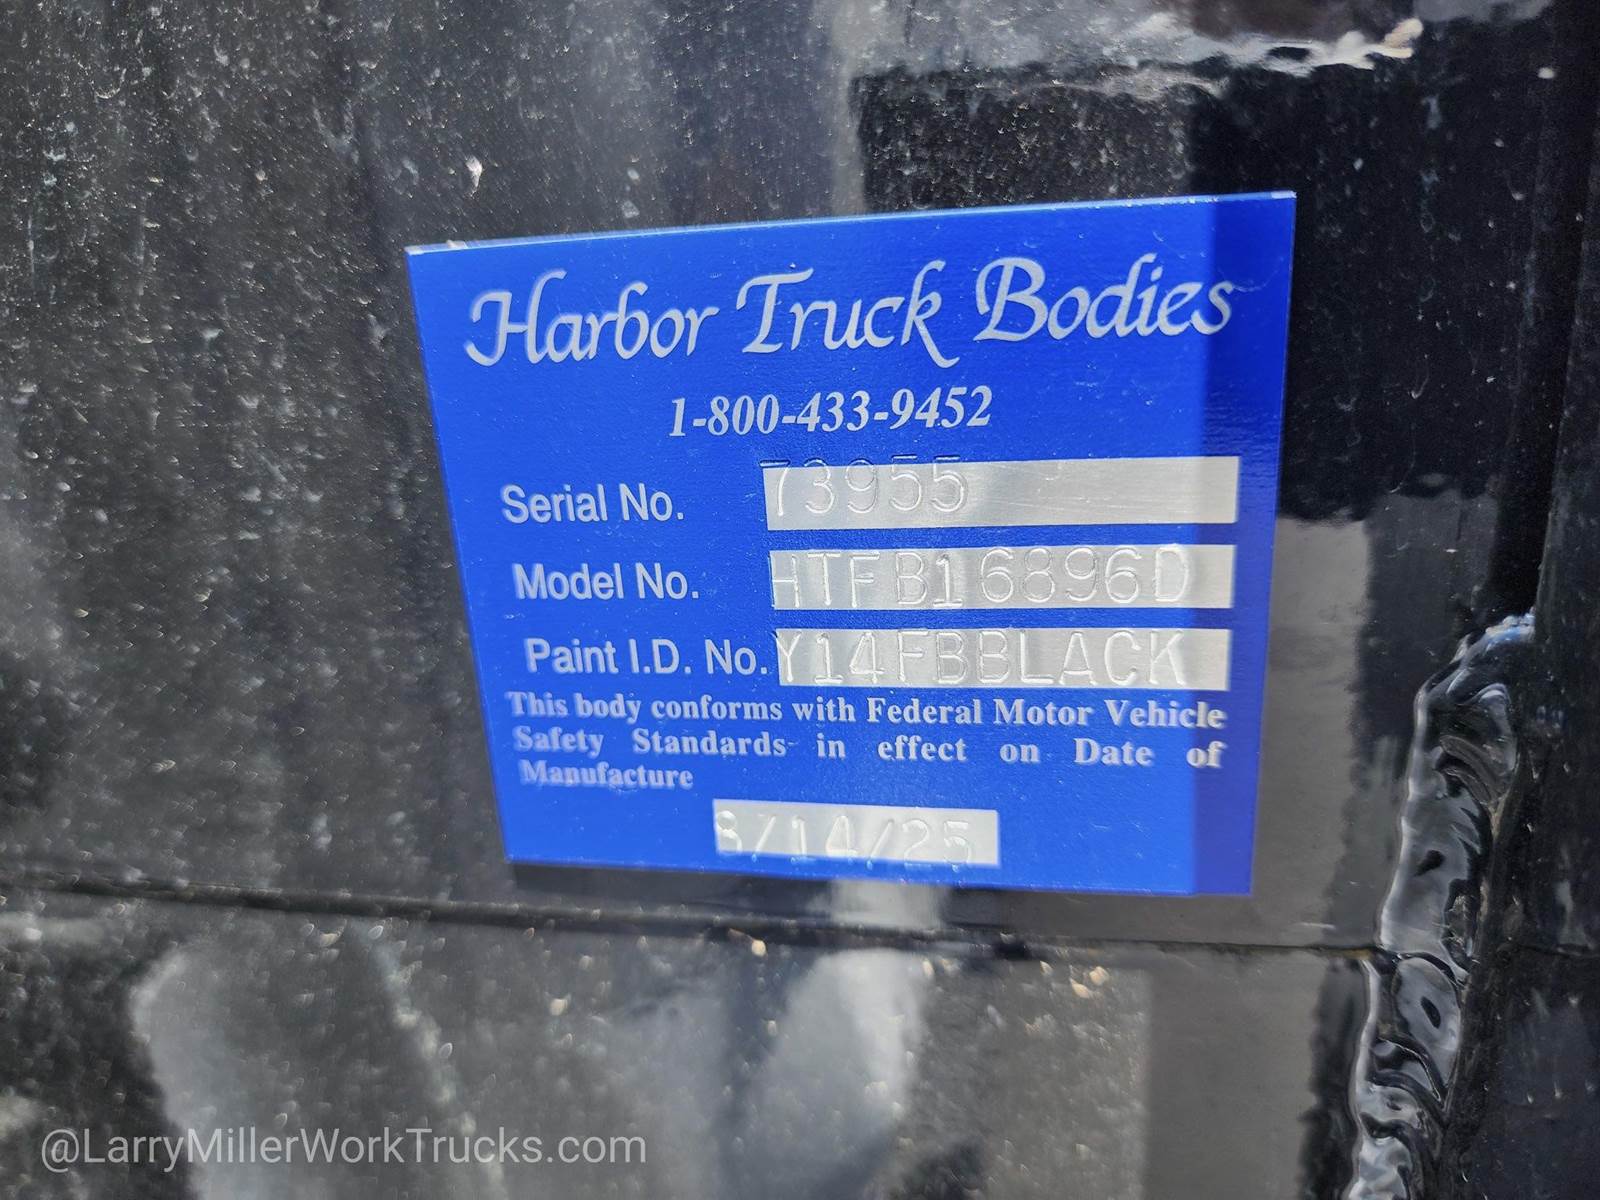 Harbor Truck Bodies
1-800-433-9452
Serial No. 73955
Model No. HTFB16896D
Paint I.D. No. Y14FBBLACK
This body conforms with Federal Motor Vehicle
Safety Standards in effect on Date of
Manufacture
8/14/25
@LarryMillerWorkTrucks.com